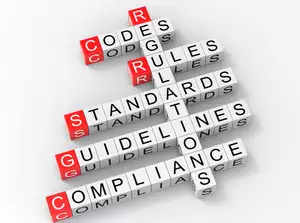 CODES
REGULATIONS
RULES
STANDARDS
GUIDELINES
COMPLIANCE